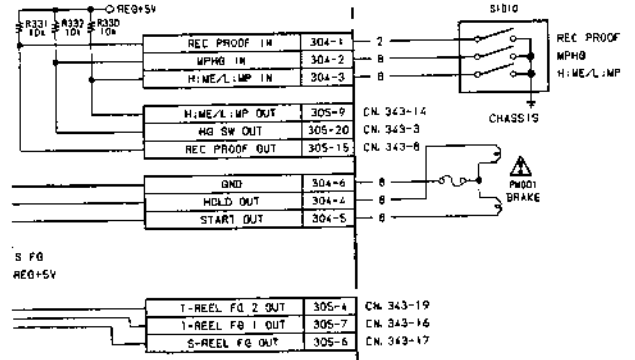 REG+5V
SIDIO
R331 R332 R330
10k 10k 10k
REC PROOF IN 304-1 2 REC PROOF
MPHG IN 304-2 8 MPHG
H:ME/L:MP IN 304-3 8 H:ME/L:MP
CHASSIS
H:ME/L:MP OUT 305-9 CN.343-14
HG SW OUT 305-20 CN.343-3
REC PROOF OUT 305-15 CN.343-8
GND 304-6 8
HOLD OUT 304-4 8
START OUT 304-5 8
PM001
BRAKE
S FG
REG+5V
T-REEL FG 2 OUT 305-4 CN.343-19
T-REEL FG 1 OUT 305-7 CN.343-16
S-REEL FG OUT 305-6 CN.343-17